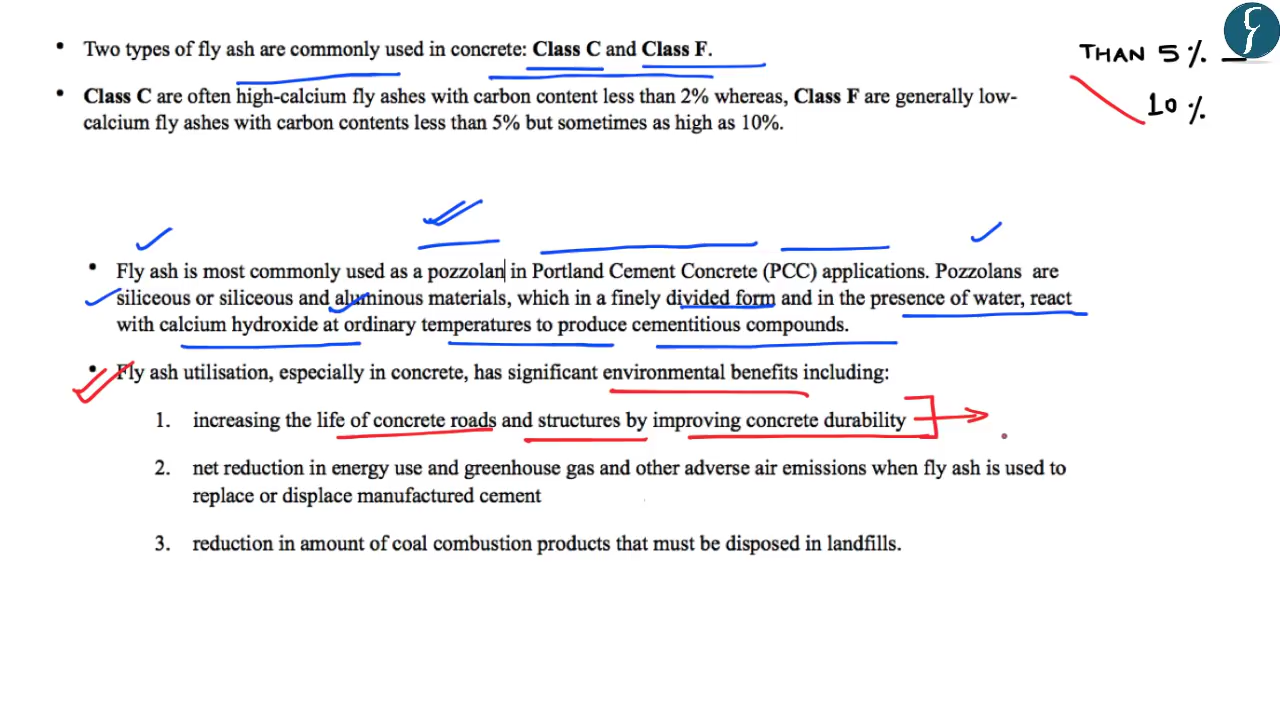 • Two types of fly ash are commonly used in concrete: Class C and Class F.
THAN 5 %
• Class C are often high-calcium fly ashes with carbon content less than 2% whereas, Class F are generally low-
calcium fly ashes with carbon contents less than 5% but sometimes as high as 10%.
10 %
• Fly ash is most commonly used as a pozzolan in Portland Cement Concrete (PCC) applications. Pozzolans are
siliceous or siliceous and aluminous materials, which in a finely divided form and in the presence of water, react
with calcium hydroxide at ordinary temperatures to produce cementitious compounds.
• Fly ash utilisation, especially in concrete, has significant environmental benefits including:
1. increasing the life of concrete roads and structures by improving concrete durability
2. net reduction in energy use and greenhouse gas and other adverse air emissions when fly ash is used to
replace or displace manufactured cement
3. reduction in amount of coal combustion products that must be disposed in landfills.